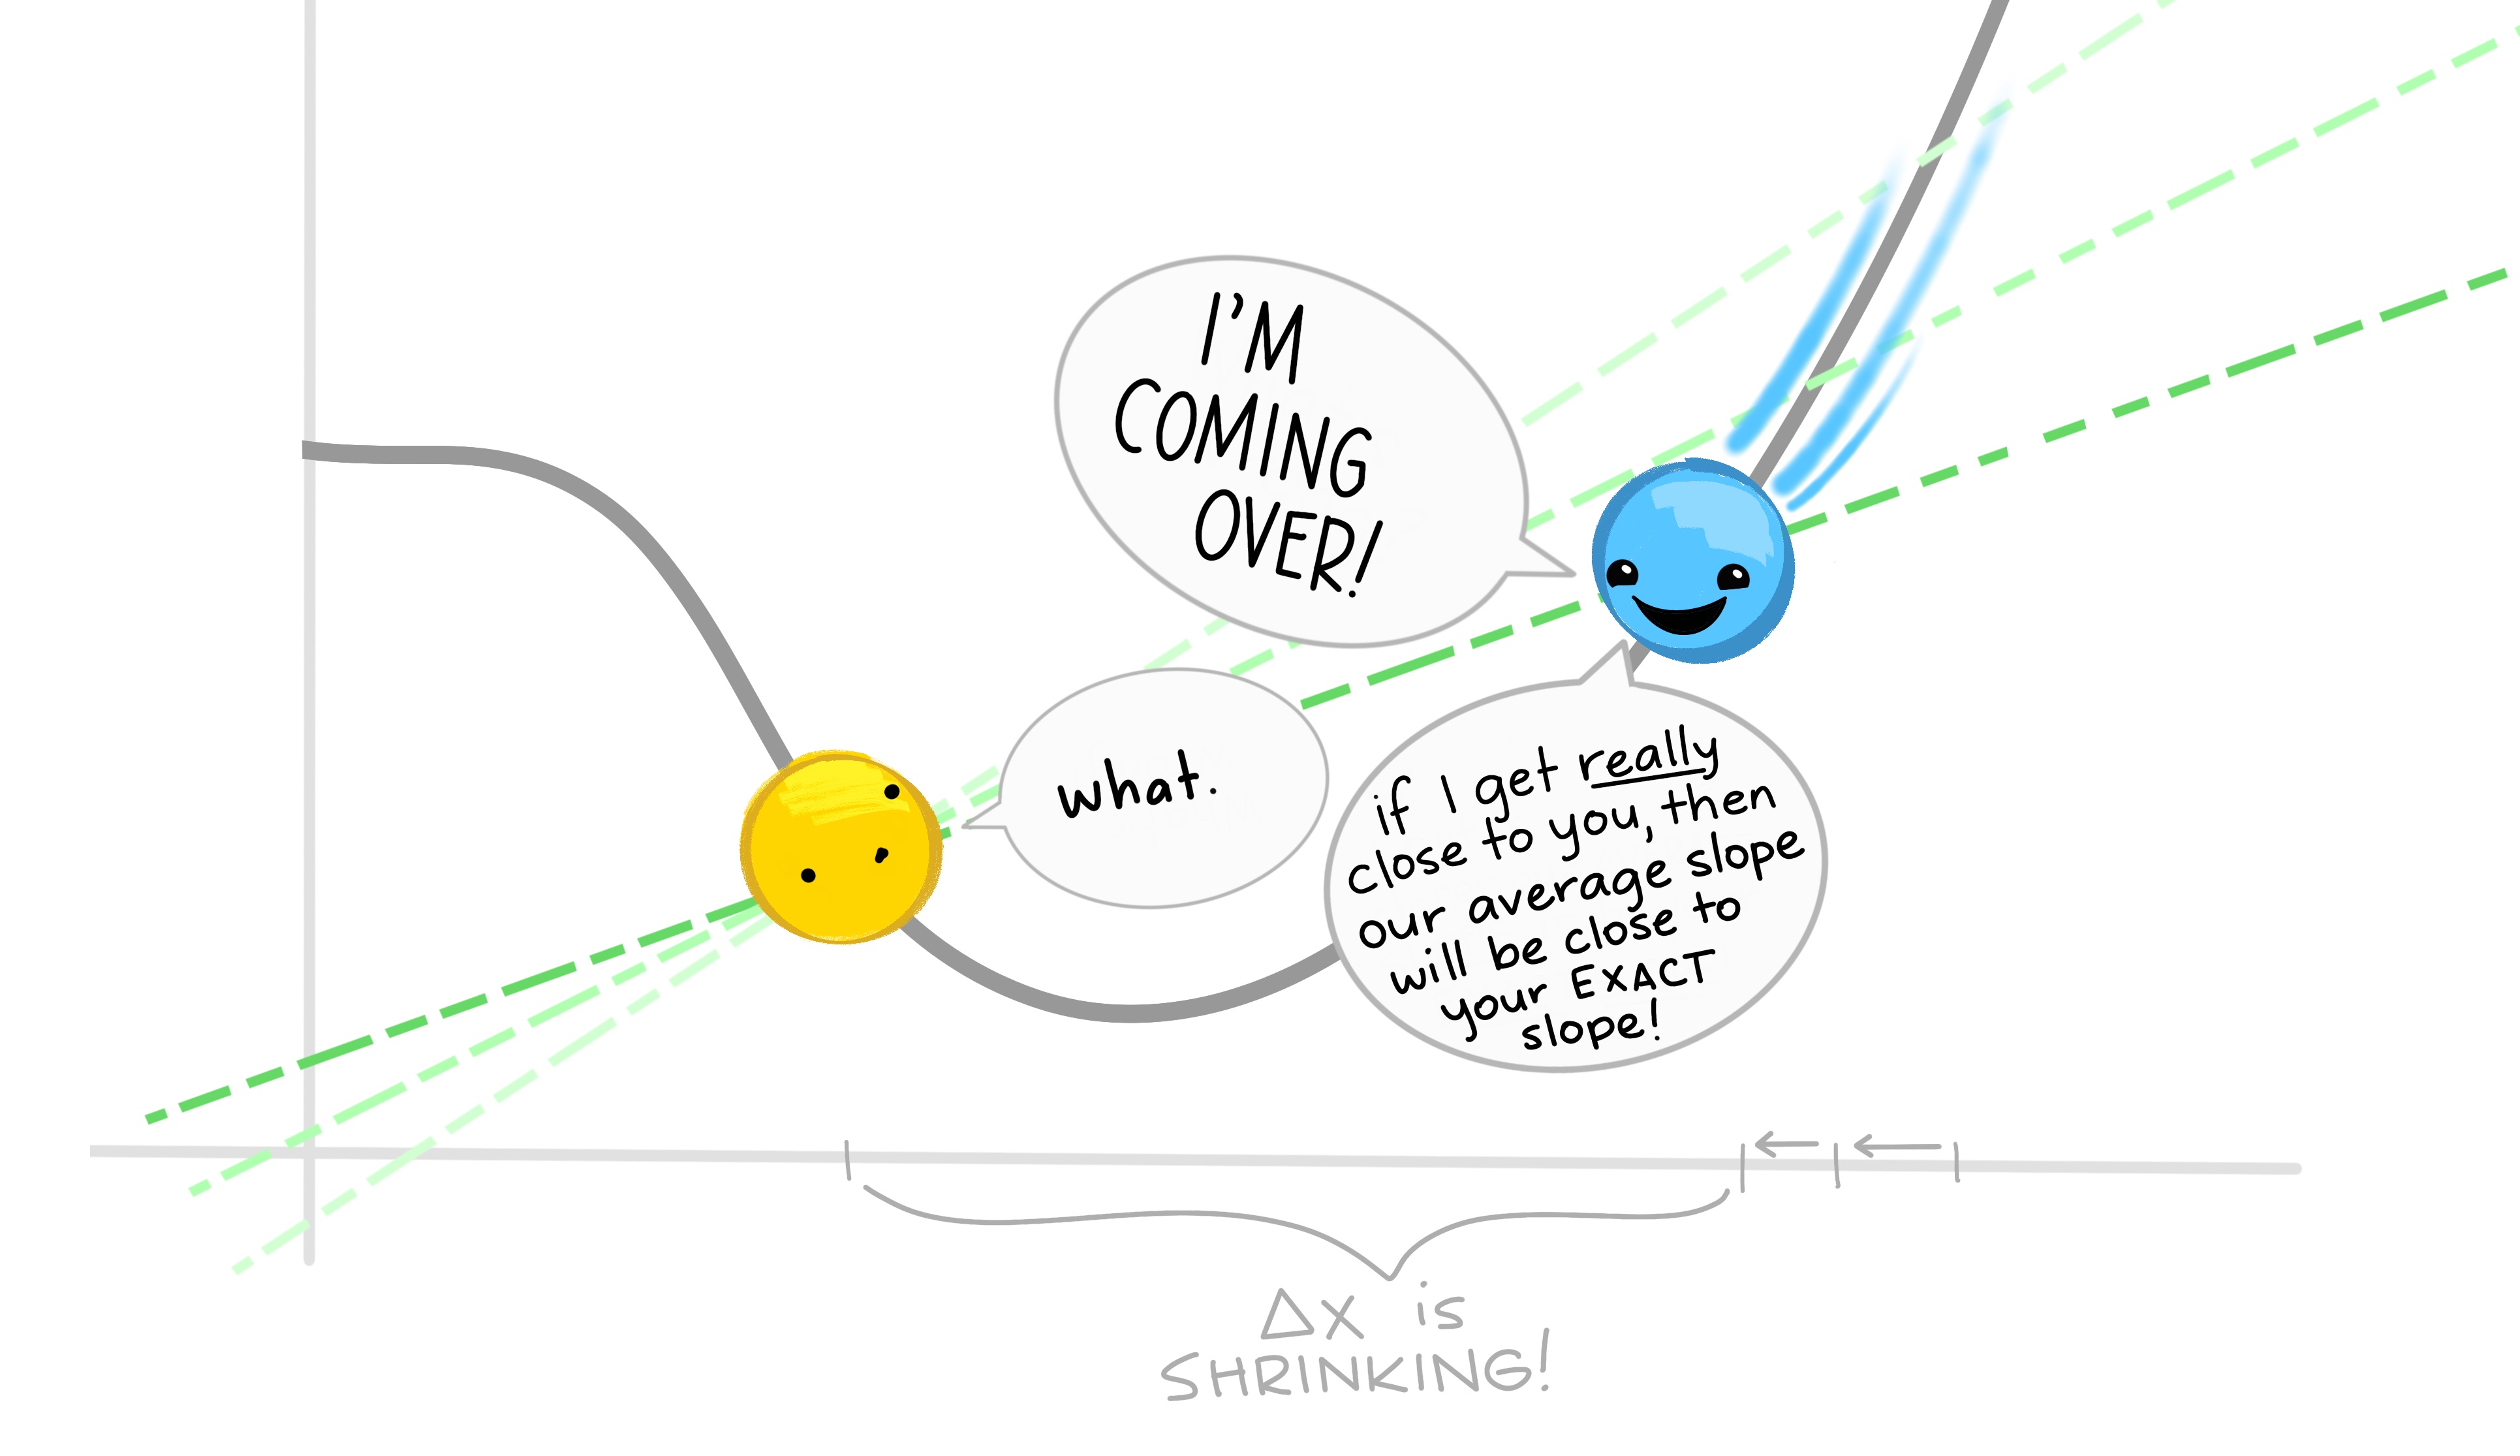 I'M
COMING
OVER!
what.
if I get really
close to you, then
our average slope
will be close to
your EXACT
slope!
Δx is
SHRINKING!